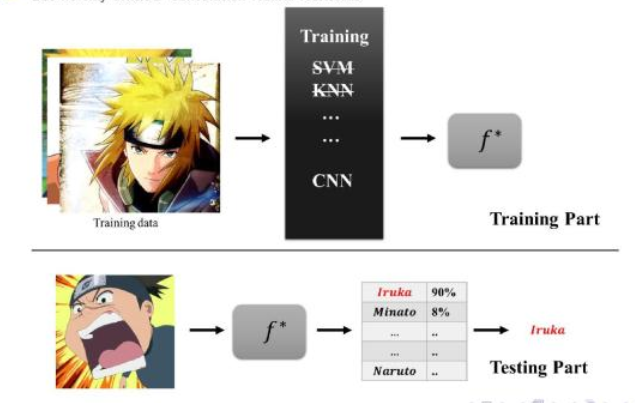 Training
SVM
KNN
...
...
CNN
f*
Training data
Training Part
f*
Iruka 90%
Minato 8%
... ..
... ..
Naruto ..
Iruka
Testing Part